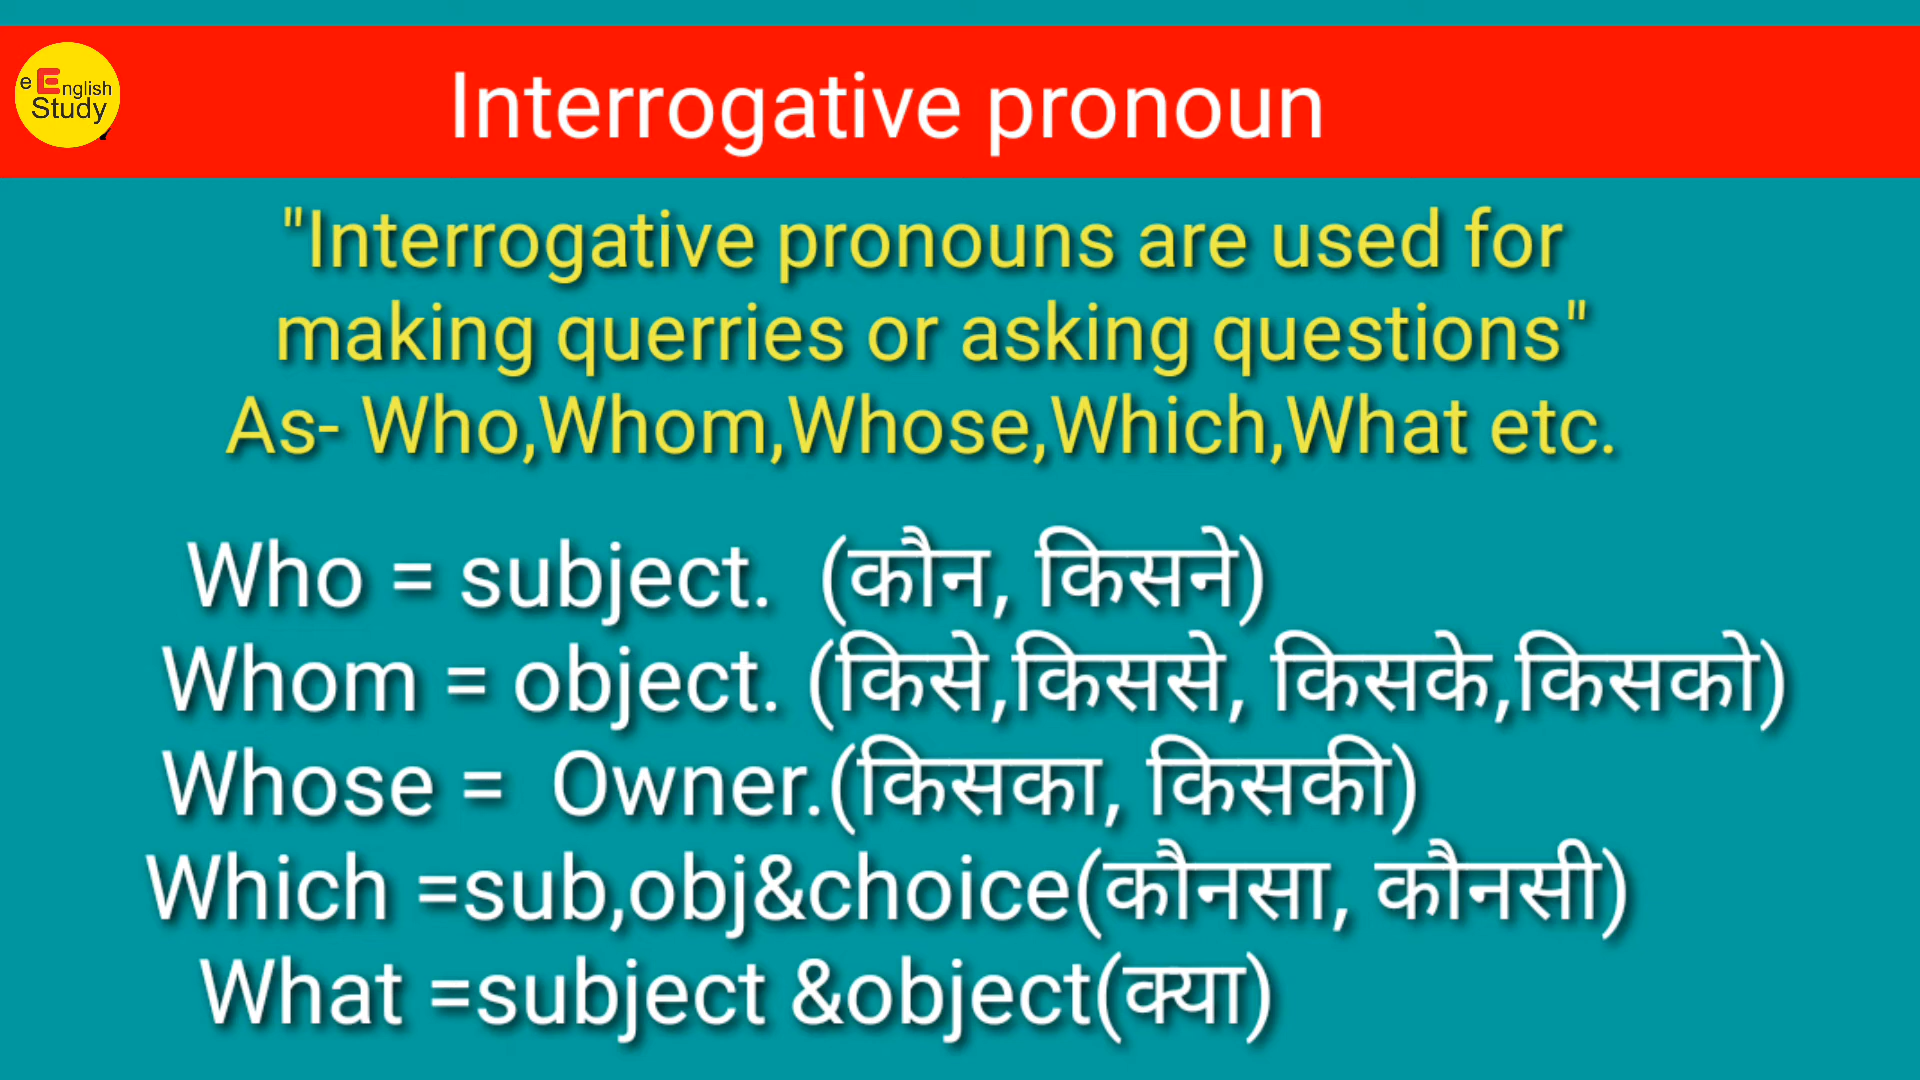 e English
Study
Interrogative pronoun
"Interrogative pronouns are used for
making querries or asking questions"
As- Who,Whom,Whose,Which,What etc.
Who = subject. (कौन, किसने)
Whom = object. (किसे,किससे, किसके,किसको)
Whose = Owner.(किसका, किसकी)
Which =sub,obj&choice(कौनसा, कौनसी)
What =subject &object(क्या)